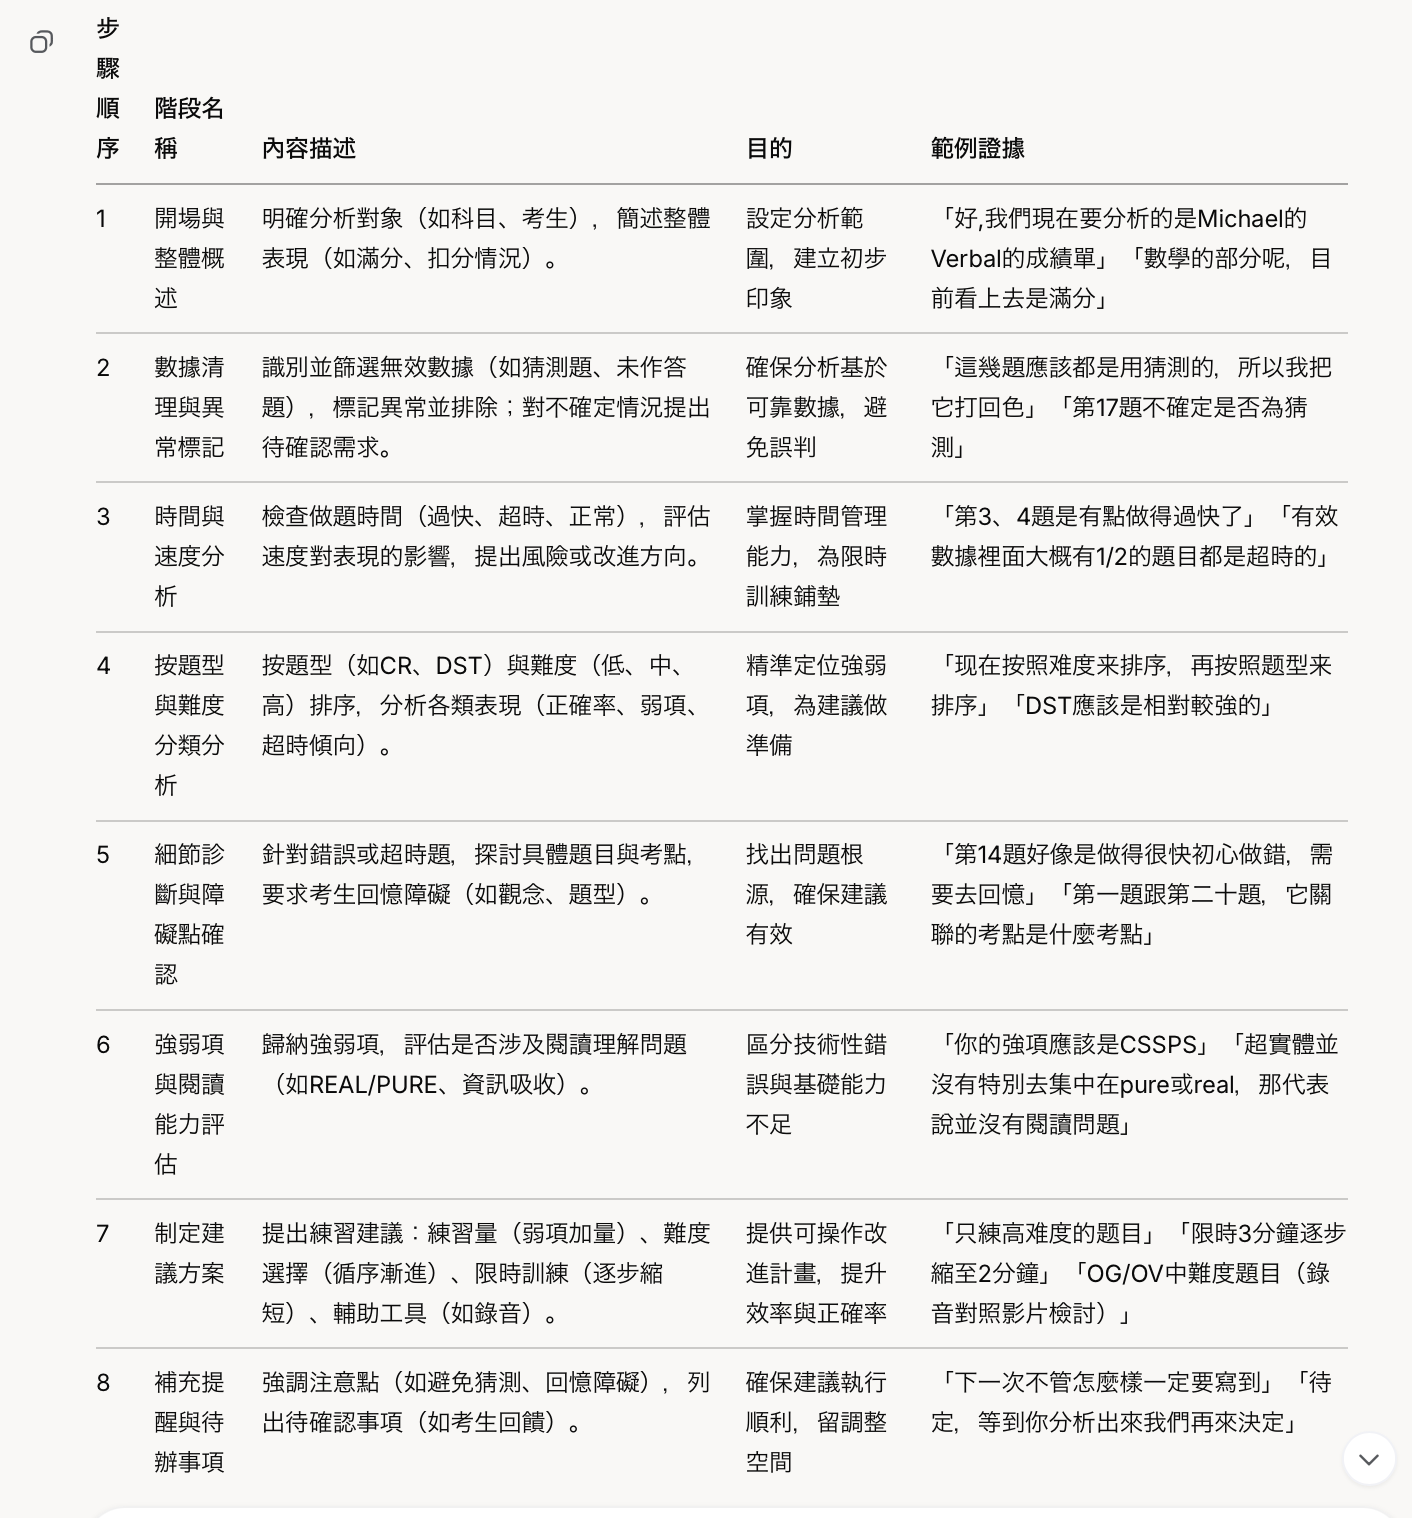 步
驟
順
序
階段名
稱
內容描述
目的
範例證據
1
開場與
整體概
述
明確分析對象（如科目、考生），簡述整體
表現（如滿分、扣分情況）。
設定分析範
圍，建立初步
印象
「好,我們現在要分析的是Michael的
Verbal的成績單」「數學的部分呢，目
前看上去是滿分」
2
數據清
理與異
常標記
識別並篩選無效數據（如猜測題、未作答
題），標記異常並排除；對不確定情況提出
待確認需求。
確保分析基於
可靠數據，避
免誤判
「這幾題應該都是用猜測的，所以我把
它打回色」「第17題不確定是否為猜
測」
3
時間與
速度分
析
檢查做題時間（過快、超時、正常），評估
速度對表現的影響，提出風險或改進方向。
掌握時間管理
能力，為限時
訓練鋪墊
「第3、4題是有點做得過快了」「有效
數據裡面大概有1/2的題目都是超時的」
4
按題型
與難度
分類分
析
按題型（如CR、DST）與難度（低、中、
高）排序，分析各類表現（正確率、弱項、
超時傾向）。
精準定位強弱
項，為建議做
準備
「现在按照难度来排序，再按照题型来
排序」「DST應該是相對較強的」
5
細節診
斷與障
礙點確
認
針對錯誤或超時題，探討具體題目與考點，
要求考生回憶障礙（如觀念、題型）。
找出問題根
源，確保建議
有效
「第14題好像是做得很快初心做錯，需
要去回憶」「第一題跟第二十題，它關
聯的考點是什麼考點」
6
強弱項
與閱讀
能力評
估
歸納強弱項，評估是否涉及閱讀理解問題
（如REAL/PURE、資訊吸收）。
區分技術性錯
誤與基礎能力
不足
「你的強項應該是CSSPS」「超實體並
沒有特別去集中在pure或real，那代表
說並沒有閱讀問題」
7
制定建
議方案
提出練習建議：練習量（弱項加量）、難度
選擇（循序漸進）、限時訓練（逐步縮
短）、輔助工具（如錄音）。
提供可操作改
進計畫，提升
效率與正確率
「只練高难度的题目」「限時3分鐘逐步
縮至2分鐘」「OG/OV中難度題目（錄
音對照影片檢討）」
8
補充提
醒與待
辦事項
強調注意點（如避免猜測、回憶障礙），列
出待確認事項（如考生回饋）。
確保建議執行
順利，留調整
空間
「下一次不管怎麼樣一定要寫到」「待
定，等到你分析出來我們再來決定」